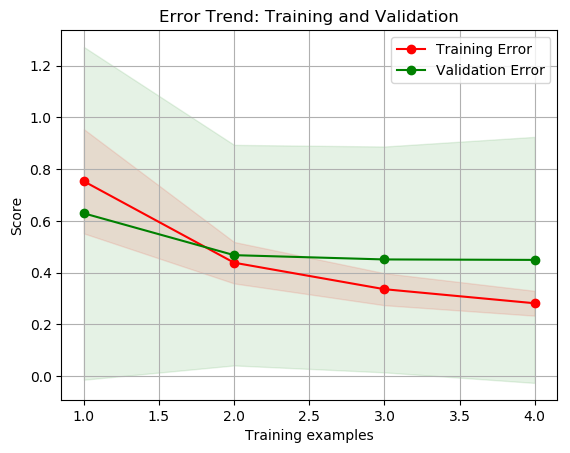 Error Trend: Training and Validation
Training Error
Validation Error
Score
1.2
1.0
0.8
0.6
0.4
0.2
0.0
1.0 1.5 2.0 2.5 3.0 3.5 4.0
Training examples